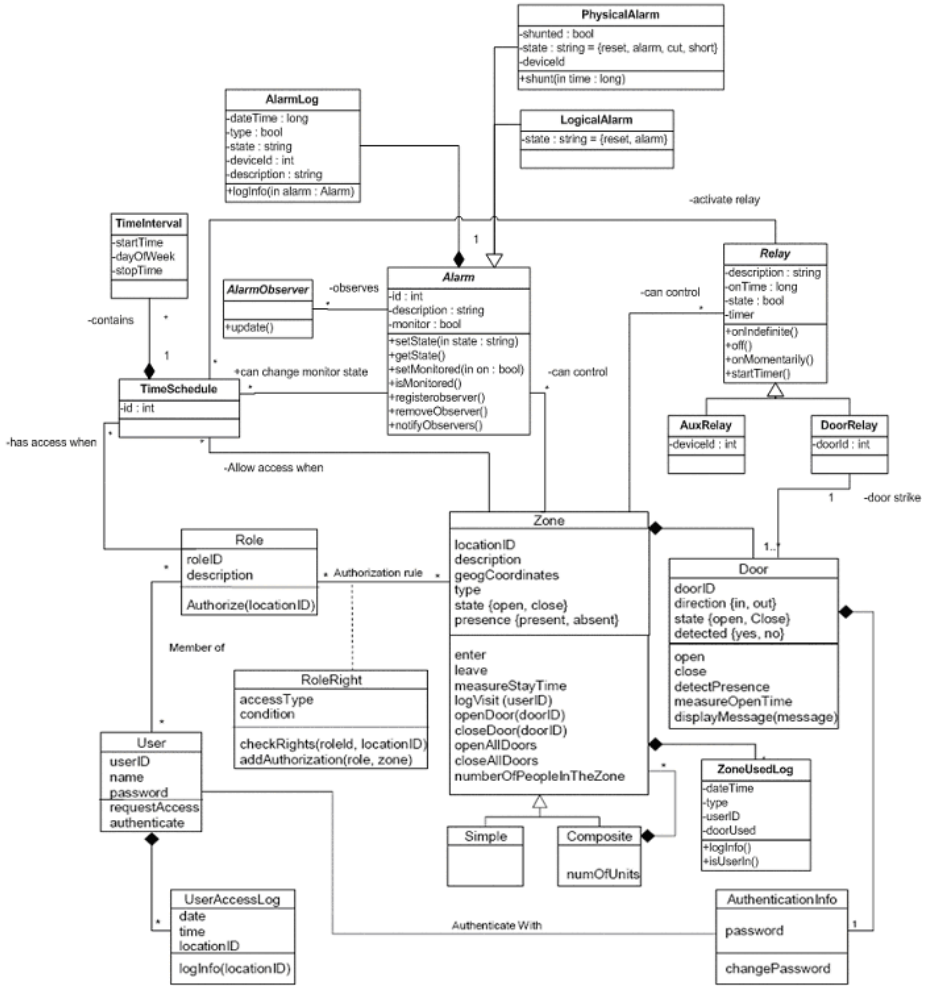 PhysicalAlarm
-shunted : bool
-state : string = {reset, alarm, cut, short}
-deviceId
+shunt(in time : long)
AlarmLog
-dateTime : long
-type : bool
-state : string
-deviceId : int
-description : string
+logInfo(in alarm : Alarm)
LogicalAlarm
-state : string = {reset, alarm}
-activate relay
TimeInterval
-startTime
-dayOfWeek
-stopTime
1
Relay
-description : string
-onTime : long
-state : bool
-timer
+onIndefinite()
+off()
+onMomentarily()
+startTimer()
AlarmObserver
+update()
-observes
*
Alarm
-id : int
-description : string
-monitor : bool
+setState(in state : string)
+getState()
+setMonitored(in on : bool)
+isMonitored()
+registerobserver()
+removeObserver()
+notifyObservers()
-can control
*
-contains
*
1
*
+can change monitor state
*
*
-can control
*
TimeSchedule
-id : int
AuxRelay
-deviceId : int
DoorRelay
-doorId : int
-has access when
*
*
-Allow access when
1
-door strike
1..*
Zone
locationID
description
geogCoordinates
type
state {open, close}
presence {present, absent}
enter
leave
measureStayTime
logVisit (userID)
openDoor(doorID)
closeDoor(doorID)
openAllDoors
closeAllDoors
numberOfPeopleInTheZone
Role
roleID
description
Authorize(locationID)
*
Authorization rule
*
*
Door
doorID
direction {in, out}
state {open, Close}
detected {yes, no}
open
close
detectPresence
measureOpenTime
displayMessage(message)
Member of
*
RoleRight
accessType
condition
checkRights(roleId, locationID)
addAuthorization(role, zone)
User
userID
name
password
requestAccess
authenticate
*
ZoneUsedLog
-dateTime
-type
-userID
-doorUsed
+logInfo()
+isUserIn()
Simple
Composite
numOfUnits
UserAccessLog
date
time
locationID
logInfo(locationID)
*
Authenticate With
AuthenticationInfo
password
changePassword
1